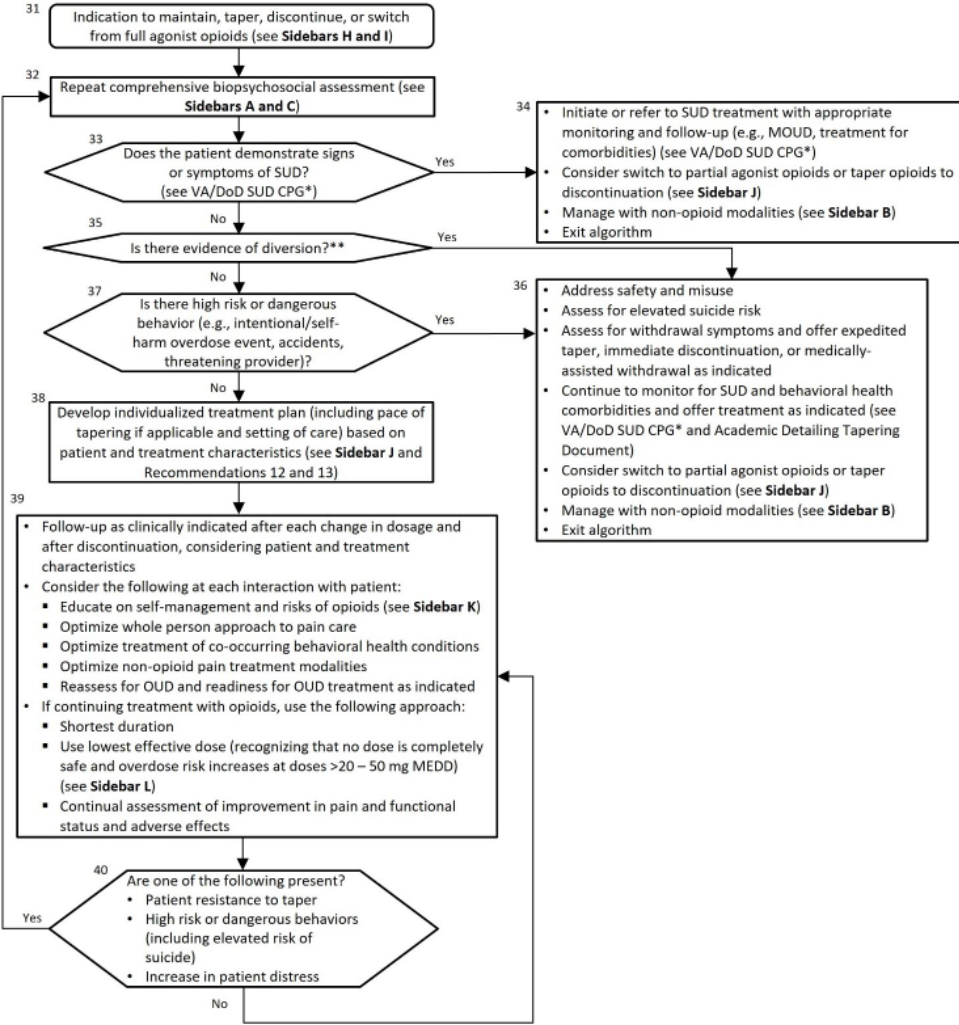 31
Indication to maintain, taper, discontinue, or switch
from full agonist opioids (see Sidebars H and I)
32
Repeat comprehensive biopsychosocial assessment (see
Sidebars A and C)
33
Does the patient demonstrate signs
or symptoms of SUD?
(see VA/DoD SUD CPG*)
Yes
No
34
• Initiate or refer to SUD treatment with appropriate
monitoring and follow-up (e.g., MOUD, treatment for
comorbidities) (see VA/DoD SUD CPG*)
• Consider switch to partial agonist opioids or taper opioids to
discontinuation (see Sidebar J)
• Manage with non-opioid modalities (see Sidebar B)
• Exit algorithm
35
Is there evidence of diversion?**
Yes
No
36
• Address safety and misuse
• Assess for elevated suicide risk
• Assess for withdrawal symptoms and offer expedited
taper, immediate discontinuation, or medically-
assisted withdrawal as indicated
• Continue to monitor for SUD and behavioral health
comorbidities and offer treatment as indicated (see
VA/DoD SUD CPG* and Academic Detailing Tapering
Document)
• Consider switch to partial agonist opioids or taper
opioids to discontinuation (see Sidebar J)
• Manage with non-opioid modalities (see Sidebar B)
• Exit algorithm
37
Is there high risk or dangerous
behavior (e.g., intentional/self-
harm overdose event, accidents,
threatening provider)?
Yes
No
38
Develop individualized treatment plan (including pace of
tapering if applicable and setting of care) based on
patient and treatment characteristics (see Sidebar J and
Recommendations 12 and 13)
39
• Follow-up as clinically indicated after each change in dosage and
after discontinuation, considering patient and treatment
characteristics
• Consider the following at each interaction with patient:
▪ Educate on self-management and risks of opioids (see Sidebar K)
▪ Optimize whole person approach to pain care
▪ Optimize treatment of co-occurring behavioral health conditions
▪ Optimize non-opioid pain treatment modalities
▪ Reassess for OUD and readiness for OUD treatment as indicated
• If continuing treatment with opioids, use the following approach:
▪ Shortest duration
▪ Use lowest effective dose (recognizing that no dose is completely
safe and overdose risk increases at doses >20 – 50 mg MEDD)
(see Sidebar L)
▪ Continual assessment of improvement in pain and functional
status and adverse effects
40
Are one of the following present?
• Patient resistance to taper
• High risk or dangerous behaviors
(including elevated risk of
suicide)
• Increase in patient distress
Yes
No